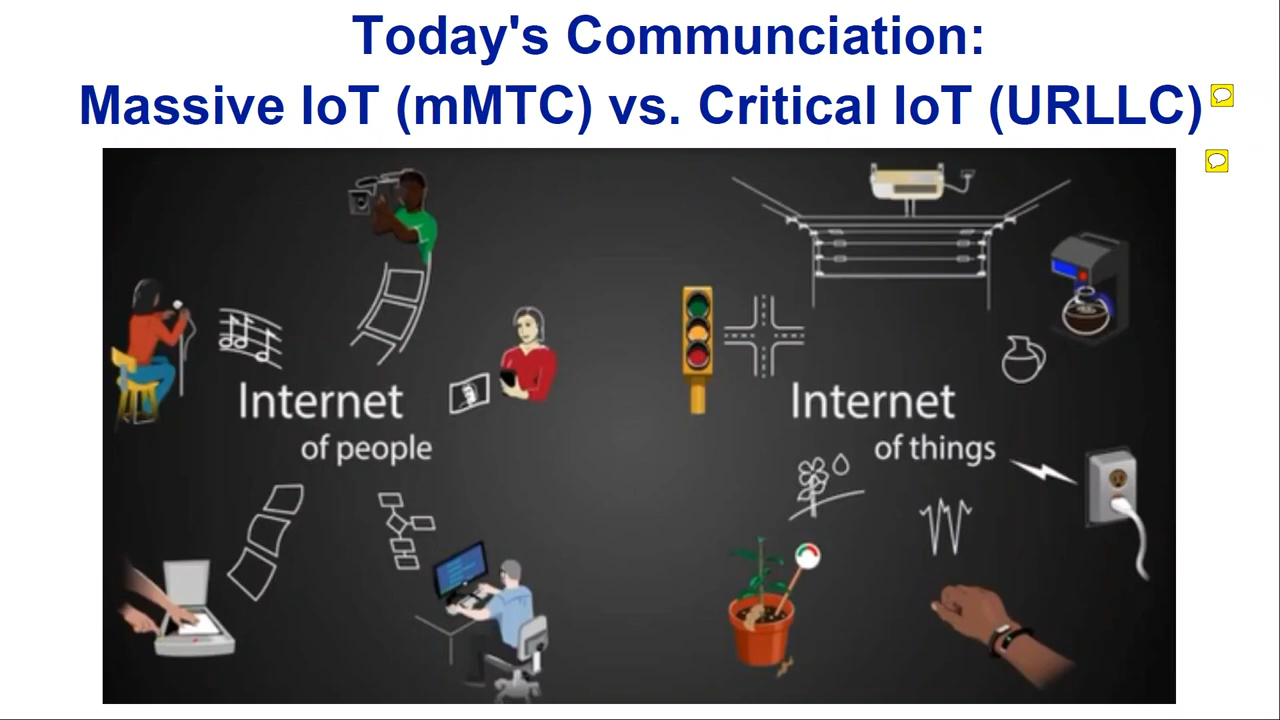 Today's Communciation:
Massive IoT (mMTC) vs. Critical IoT (URLLC)
Internet
of people
Internet
of things